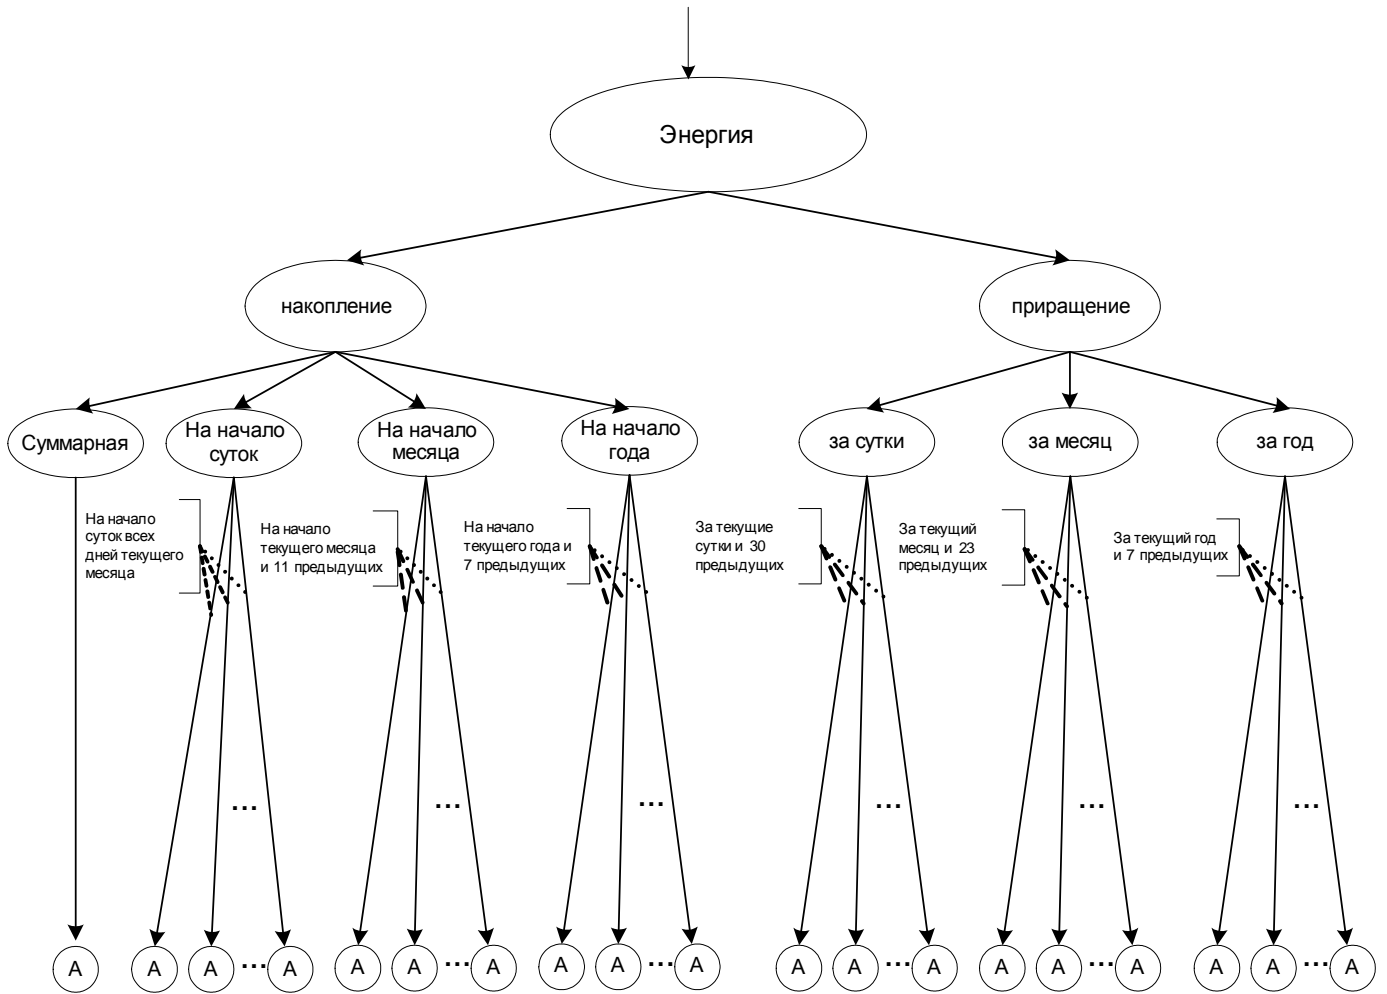 Энергия
накопление
приращение
Суммарная
На начало
суток
На начало
месяца
На начало
года
за сутки
за месяц
за год
На начало
суток всех
дней текущего
месяца
На начало
текущего месяца
и 11 предыдущих
На начало
текущего года и
7 предыдущих
За текущие
сутки и 30
предыдущих
За текущий
месяц и 23
предыдущих
За текущий год
и 7 предыдущих
... ... ... ... ... ...
А А А ... А А А ... А А А ... А А А ... А А А ... А А А ... А